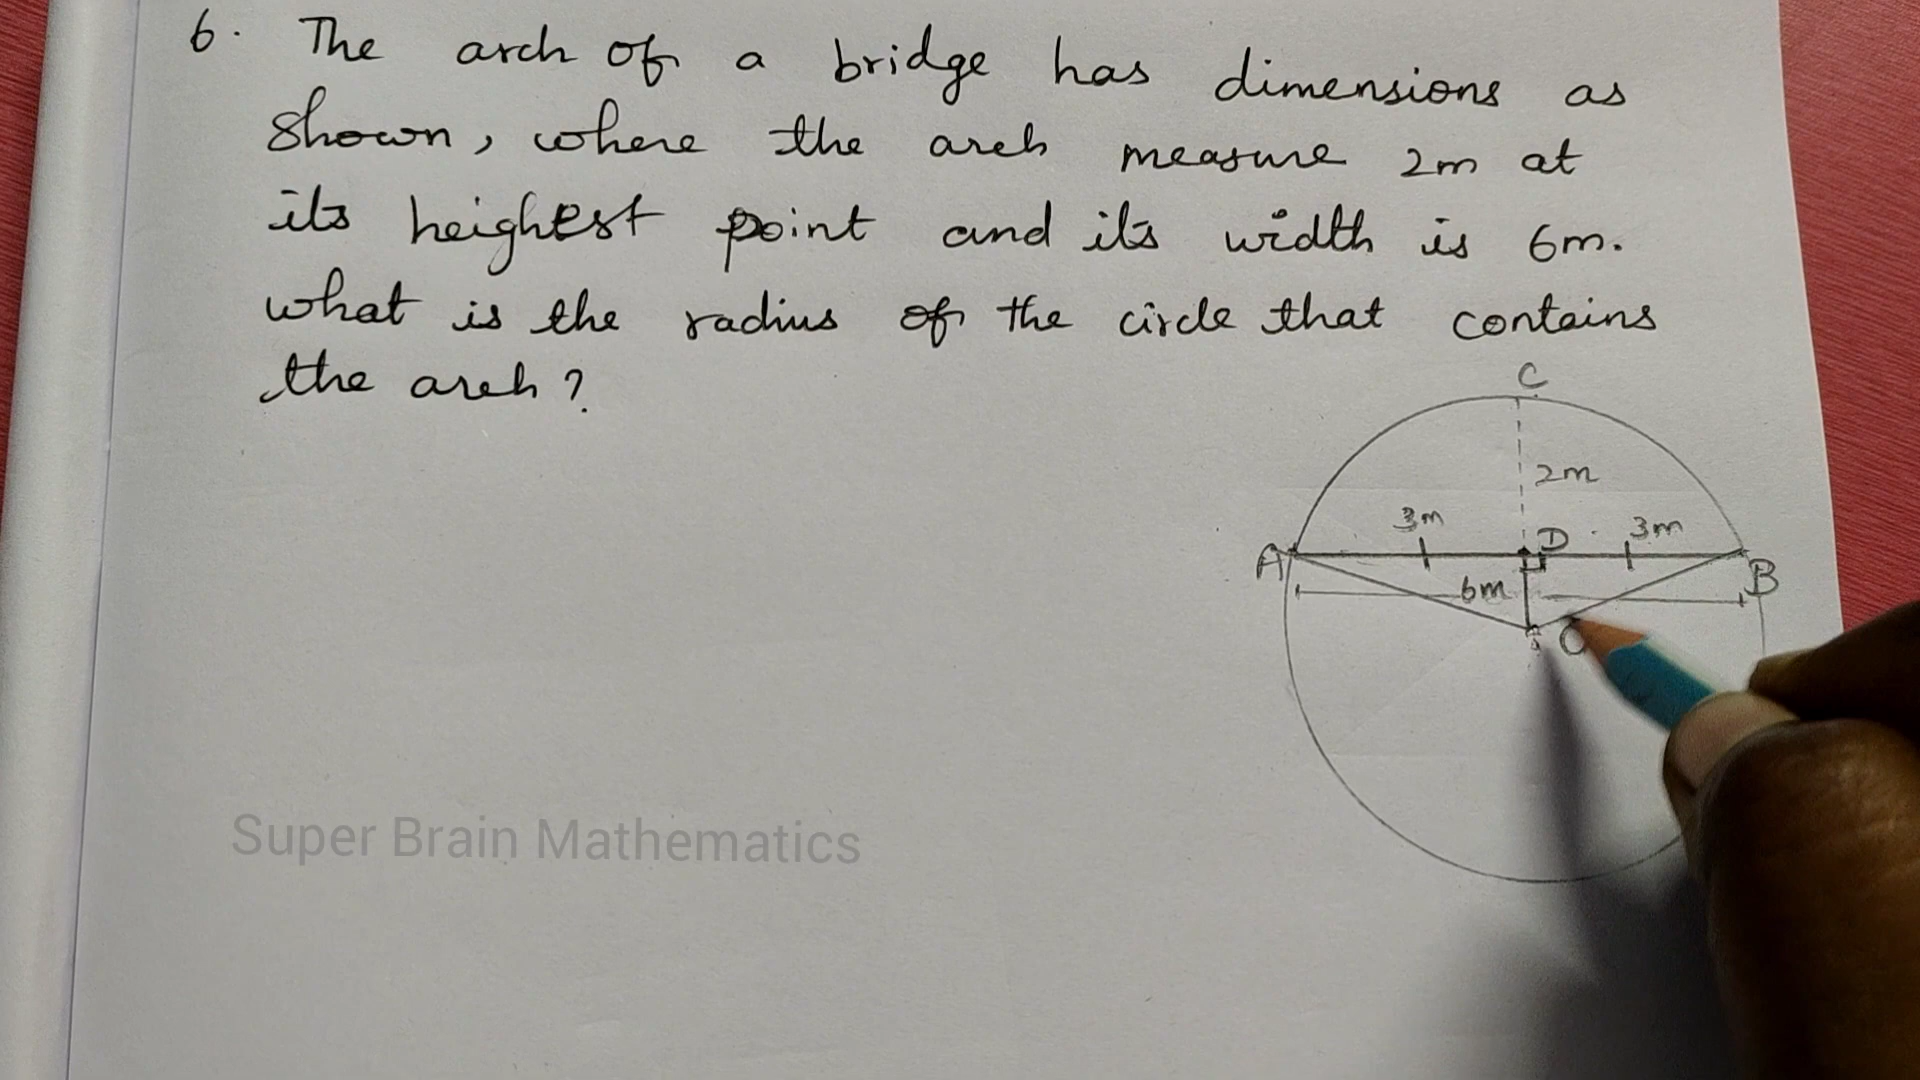 6. The arch of a bridge has dimensions as
shown, where the arch measure 2m at
its heighest point and its width is 6m.
what is the radius of the circle that contains
the arch?
C
2m
3m
D
3m
A
B
6m
O
Super Brain Mathematics